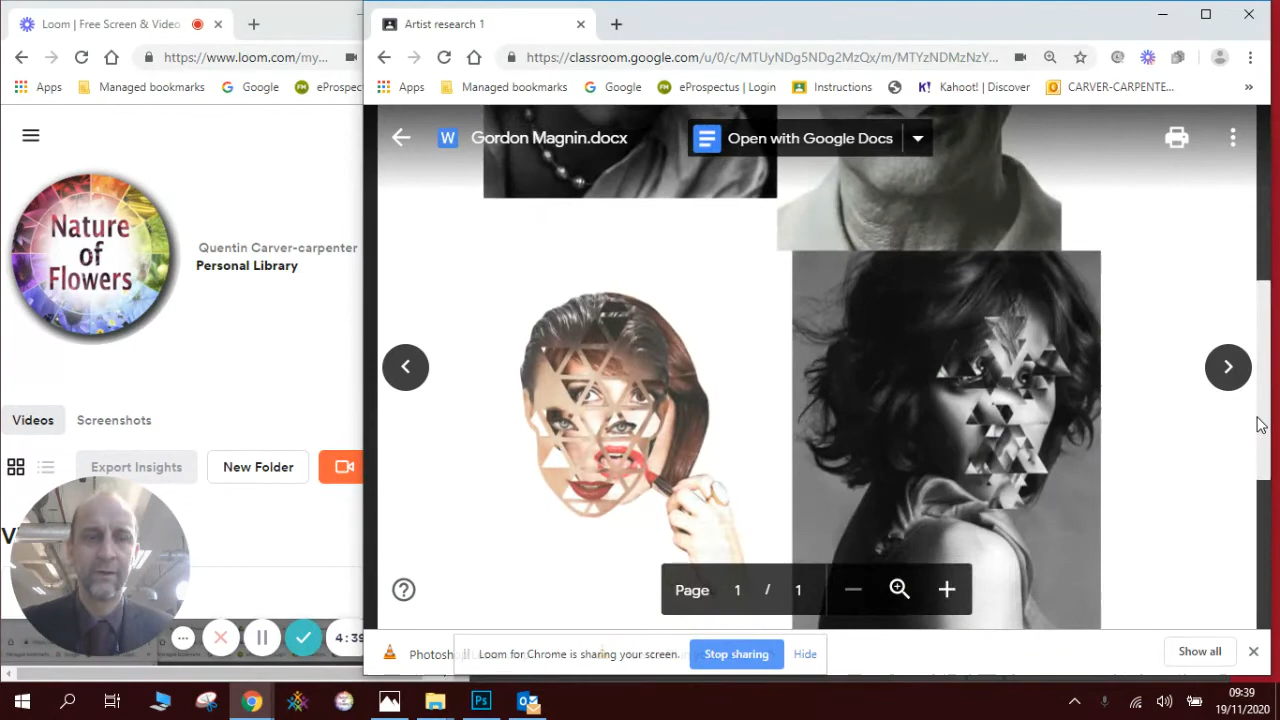 Loom | Free Screen & Video
Artist research 1
https://www.loom.com/my...
https://classroom.google.com/u/0/c/MTUyNDg5NDg2MzQx/m/MTYzNDMzNzY...
Apps Managed bookmarks Google eProspec
Apps Managed bookmarks Google eProspectus | Login Instructions Kahoot! | Discover CARVER-CARPENTE... »
Gordon Magnin.docx
Open with Google Docs
Nature
of
Flowers
Quentin Carver-carpenter
Personal Library
Videos Screenshots
Export Insights New Folder
V
4:39
Page 1 / 1
Photosh
Loom for Chrome is sharing your screen.
Stop sharing
Hide
Show all
Ps
09:39
19/11/2020